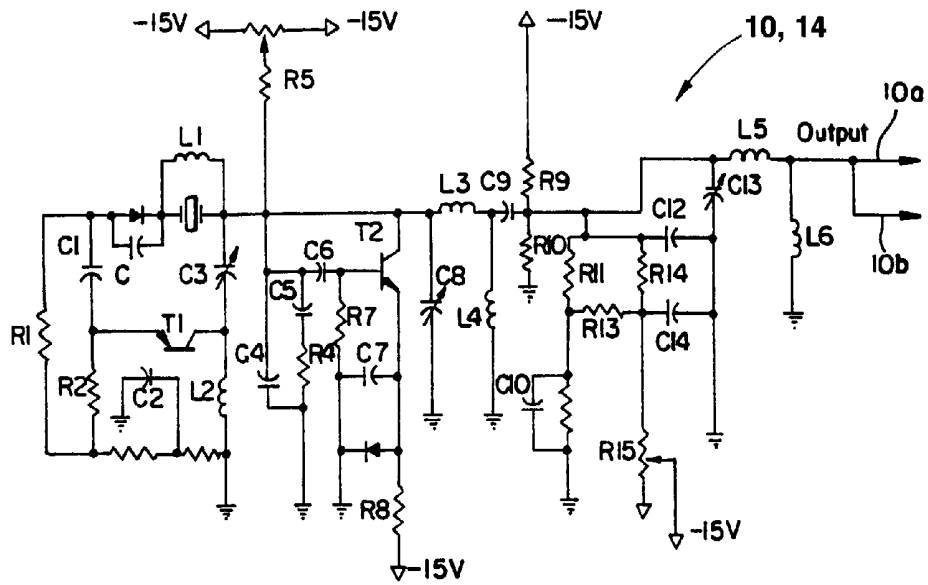 -15V
-15V
-15V
10, 14
R5
10a
L1
L5
Output
C9
R9
C13
L3
C12
L6
T2
R10
C1
C
C3
C6
R11
R14
10b
C5
C8
T1
R7
L4
R13
C14
R1
C4
R4
C7
R2
C2
L2
C10
R15
R8
-15V
-15V